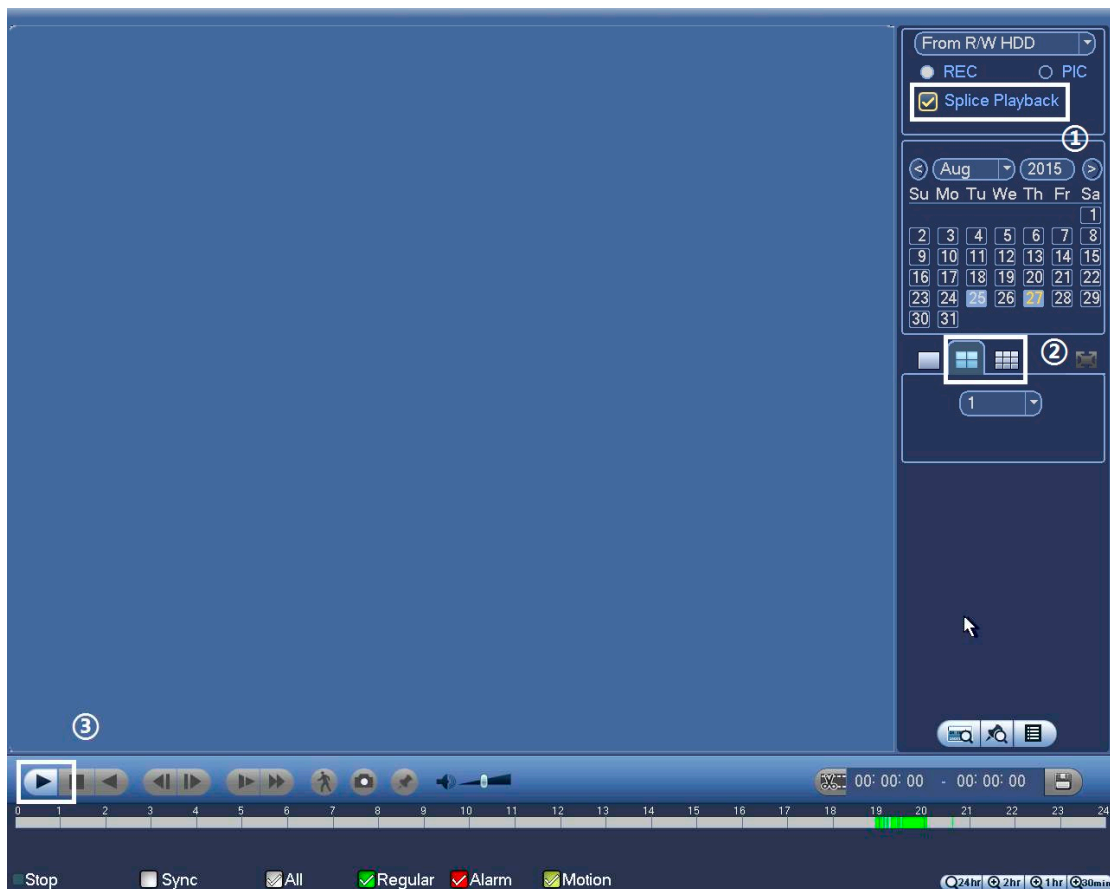 From R/W HDD
REC PIC
Splice Playback
①
Aug 2015
Su Mo Tu We Th Fr Sa
1
2 3 4 5 6 7 8
9 10 11 12 13 14 15
16 17 18 19 20 21 22
23 24 25 26 27 28 29
30 31
②
1
③
00: 00: 00 - 00: 00: 00
0 1 2 3 4 5 6 7 8 9 10 11 12 13 14 15 16 17 18 19 20 21 22 23 24
Stop Sync All Regular Alarm Motion 24hr 2hr 1hr 30min